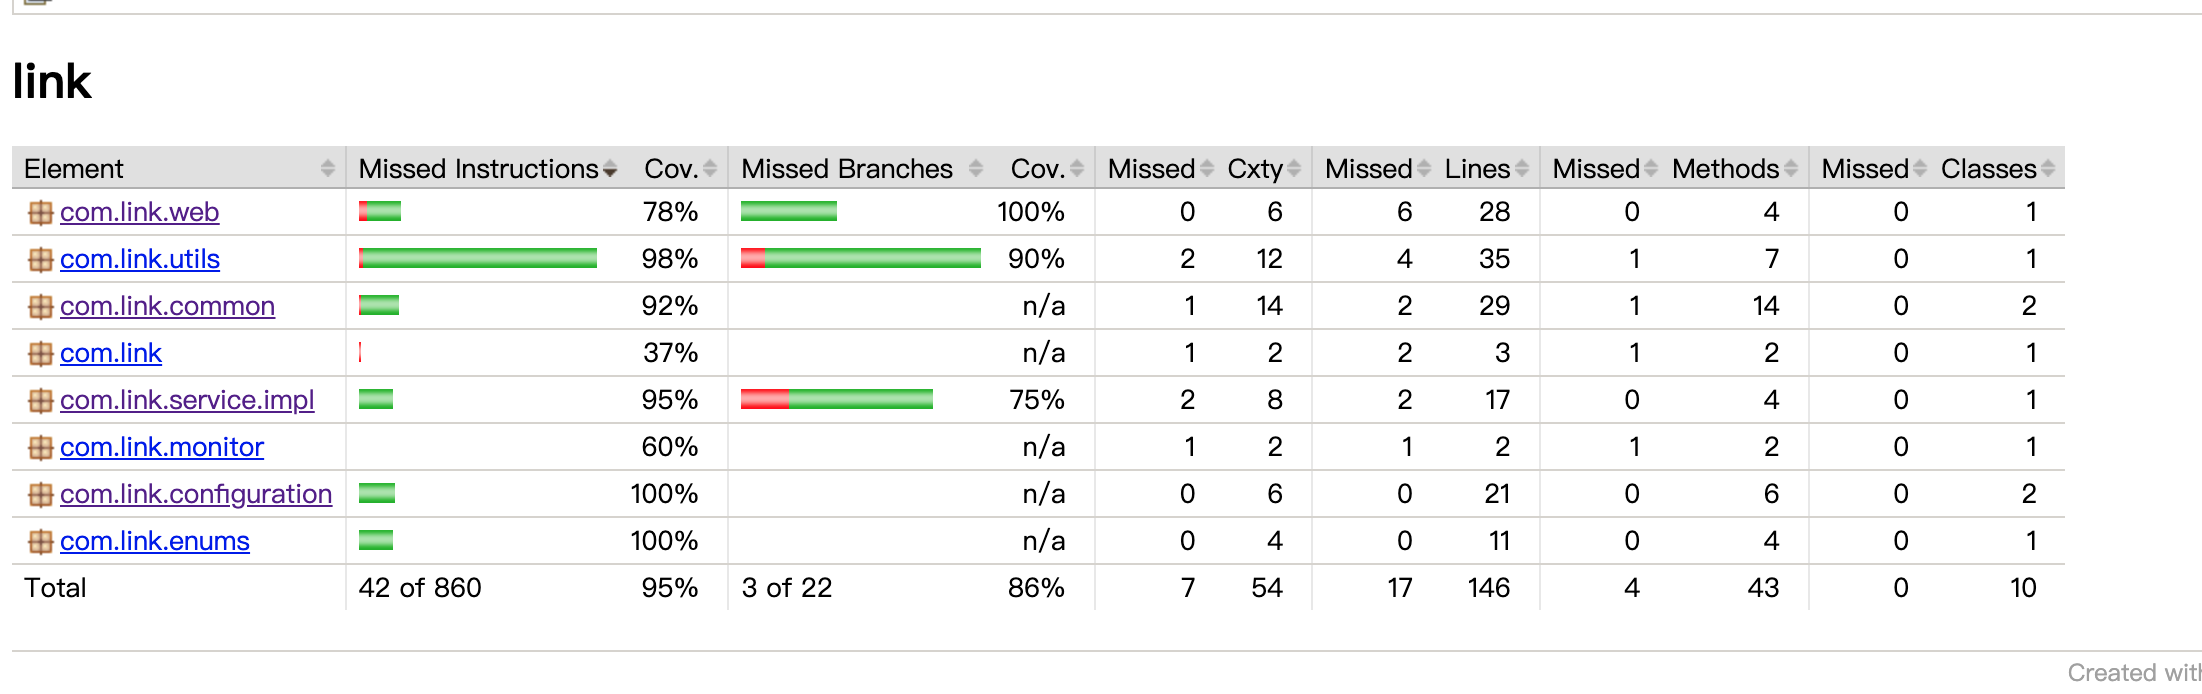 link
Element Missed Instructions Cov. Missed Branches Cov. Missed Cxty Missed Lines Missed Methods Missed Classes
com.link.web 78% 100% 0 6 6 28 0 4 0 1
com.link.utils 98% 90% 2 12 4 35 1 7 0 1
com.link.common 92% n/a 1 14 2 29 1 14 0 2
com.link 37% n/a 1 2 2 3 1 2 0 1
com.link.service.impl 95% 75% 2 8 2 17 0 4 0 1
com.link.monitor 60% n/a 1 2 1 2 1 2 0 1
com.link.configuration 100% n/a 0 6 0 21 0 6 0 2
com.link.enums 100% n/a 0 4 0 11 0 4 0 1
Total 42 of 860 95% 3 of 22 86% 7 54 17 146 4 43 0 10
Created